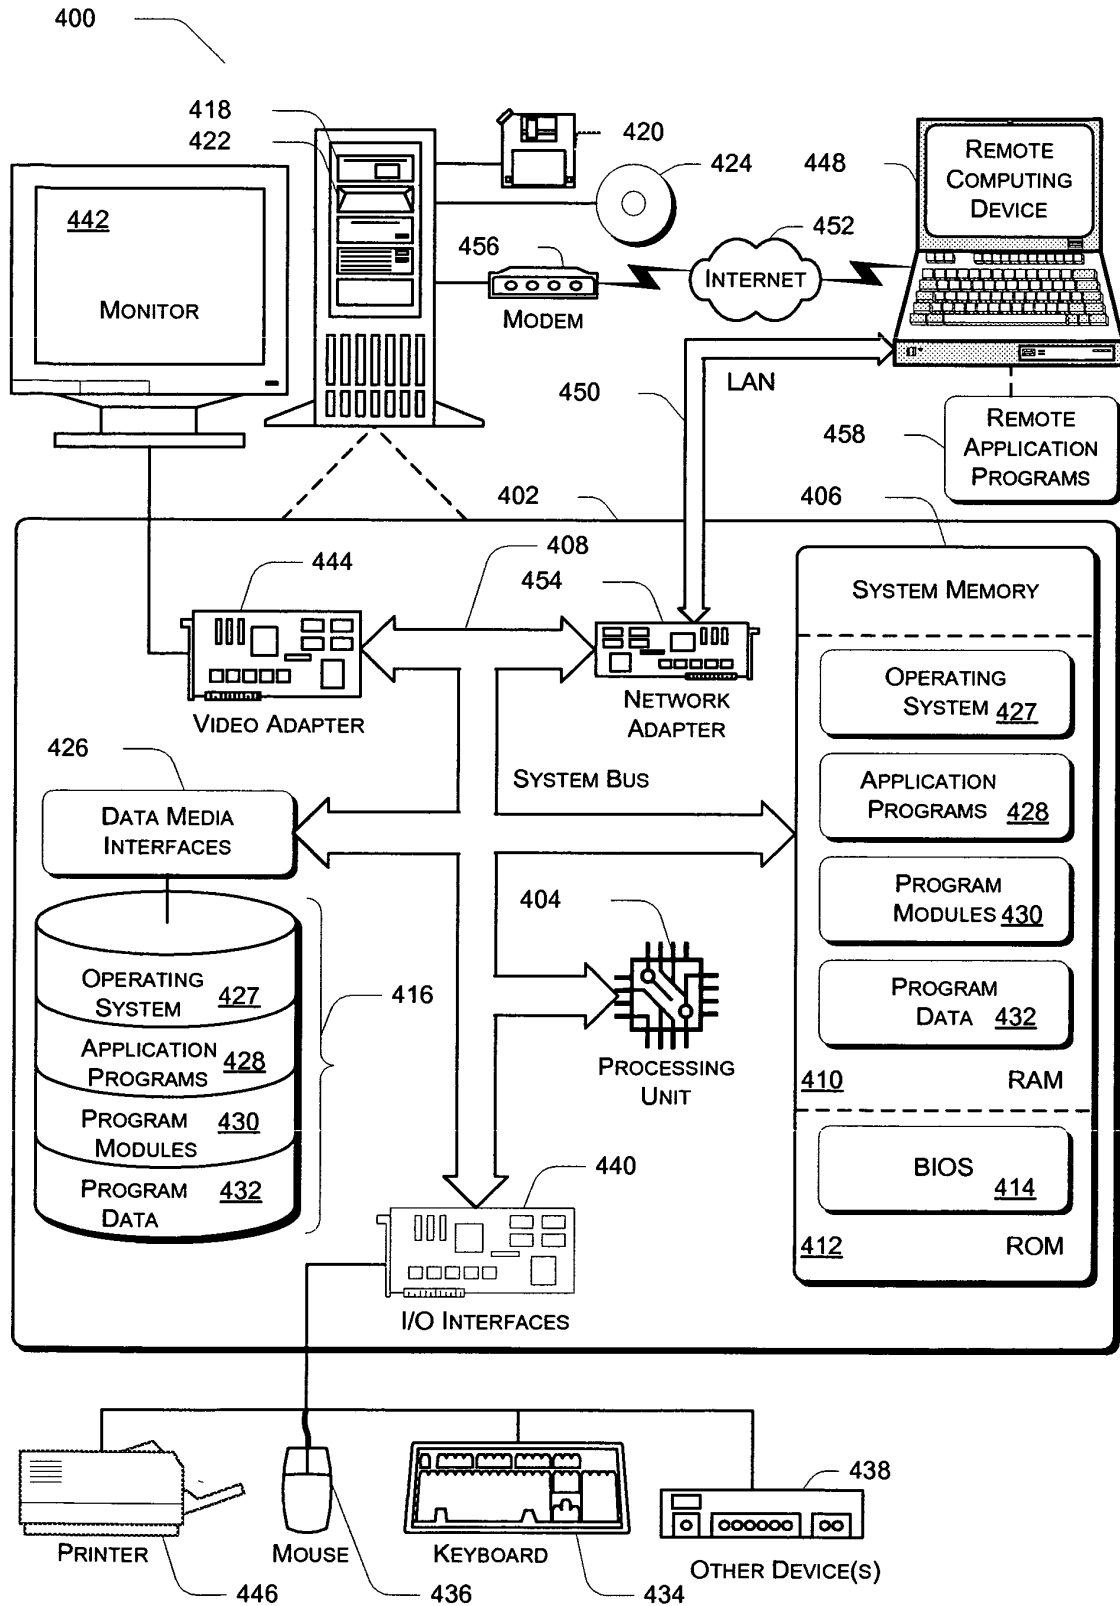 400
418
422
420
424
448
REMOTE
COMPUTING
DEVICE
442
MONITOR
456
MODEM
452
INTERNET
450
LAN
458
REMOTE
APPLICATION
PROGRAMS
402
406
408
444
454
VIDEO ADAPTER
NETWORK
ADAPTER
SYSTEM MEMORY
OPERATING
SYSTEM 427
APPLICATION
PROGRAMS 428
PROGRAM
MODULES 430
PROGRAM
DATA 432
410 RAM
BIOS
414
412 ROM
426
DATA MEDIA
INTERFACES
SYSTEM BUS
404
PROCESSING
UNIT
OPERATING
SYSTEM 427
APPLICATION
PROGRAMS 428
PROGRAM
MODULES 430
PROGRAM
DATA 432
416
440
I/O INTERFACES
PRINTER
446
MOUSE
436
KEYBOARD
434
438
OTHER DEVICE(S)